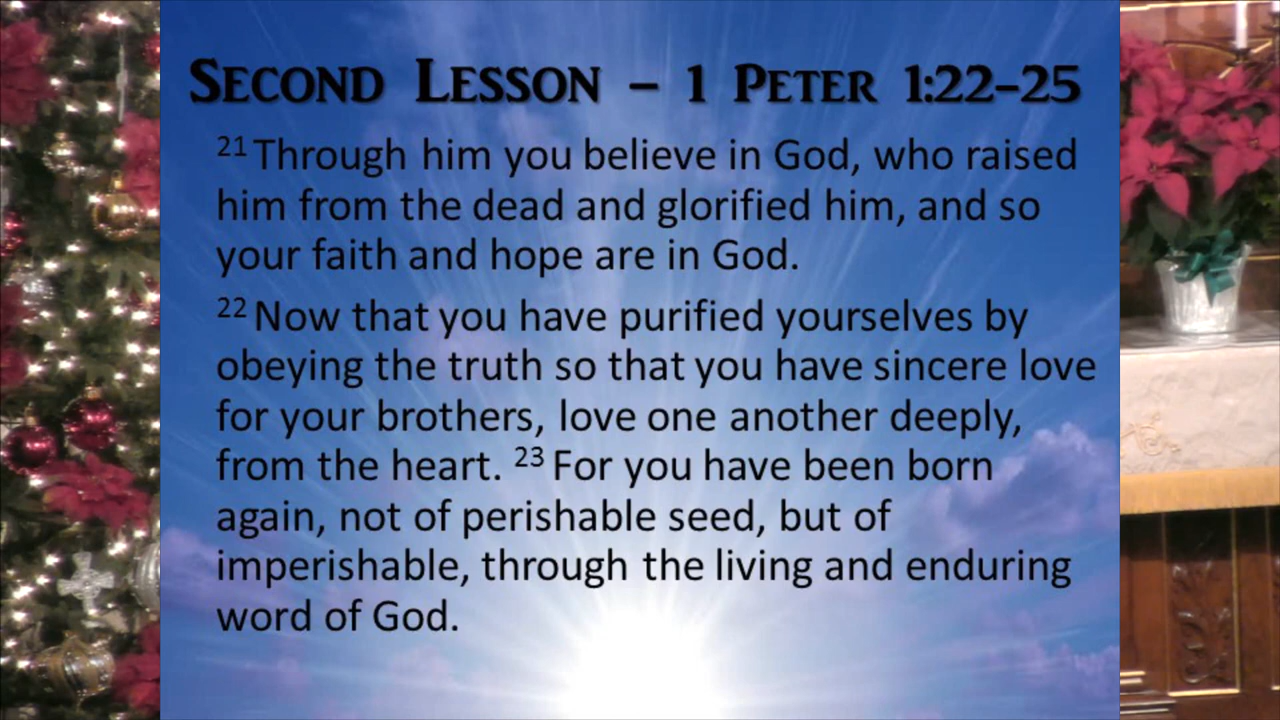 Second Lesson – 1 Peter 1:22–25
21 Through him you believe in God, who raised
him from the dead and glorified him, and so
your faith and hope are in God.
22 Now that you have purified yourselves by
obeying the truth so that you have sincere love
for your brothers, love one another deeply,
from the heart. 23 For you have been born
again, not of perishable seed, but of
imperishable, through the living and enduring
word of God.